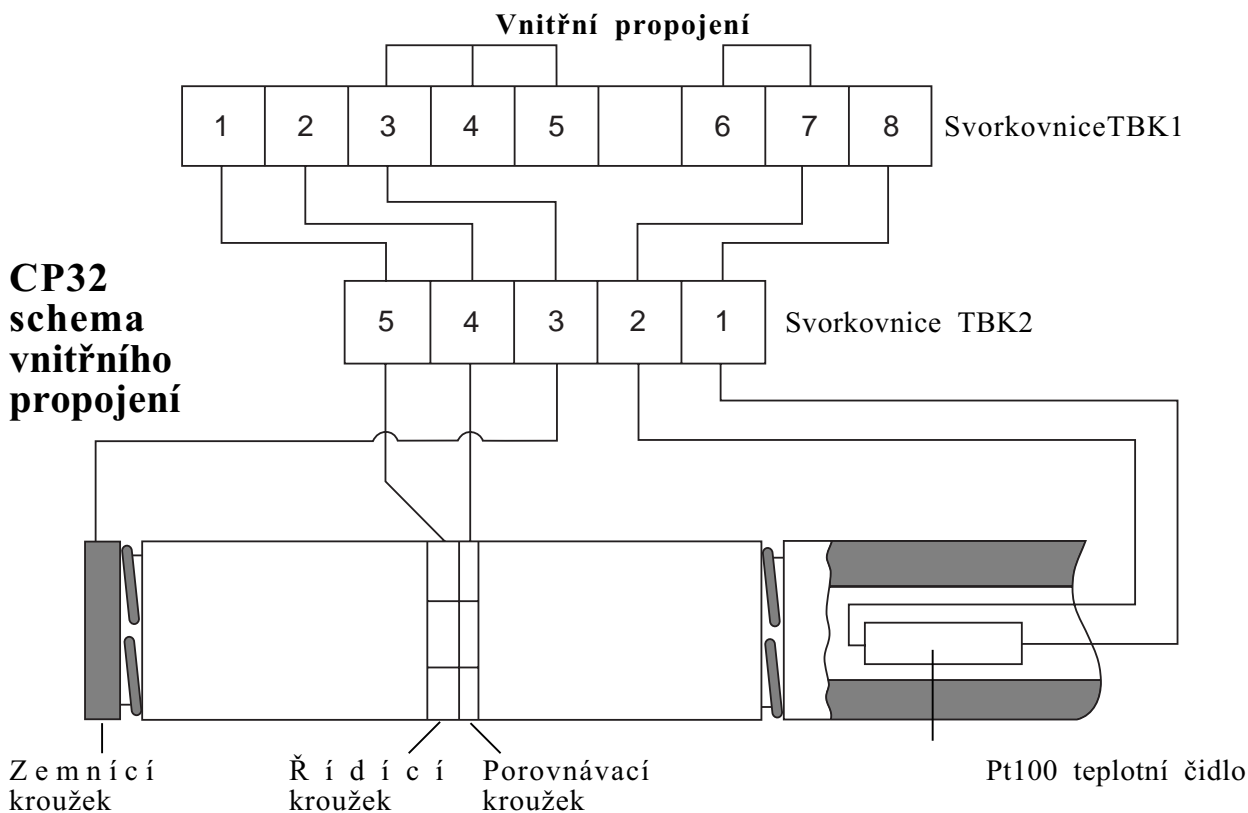 Vnitřní propojení
1 2 3 4 5 6 7 8 SvorkovniceTBK1
CP32
schema
vnitřního
propojení
5 4 3 2 1 Svorkovnice TBK2
Zemnící
kroužek
Řídící
kroužek
Porovnávací
kroužek
Pt100 teplotní čidlo